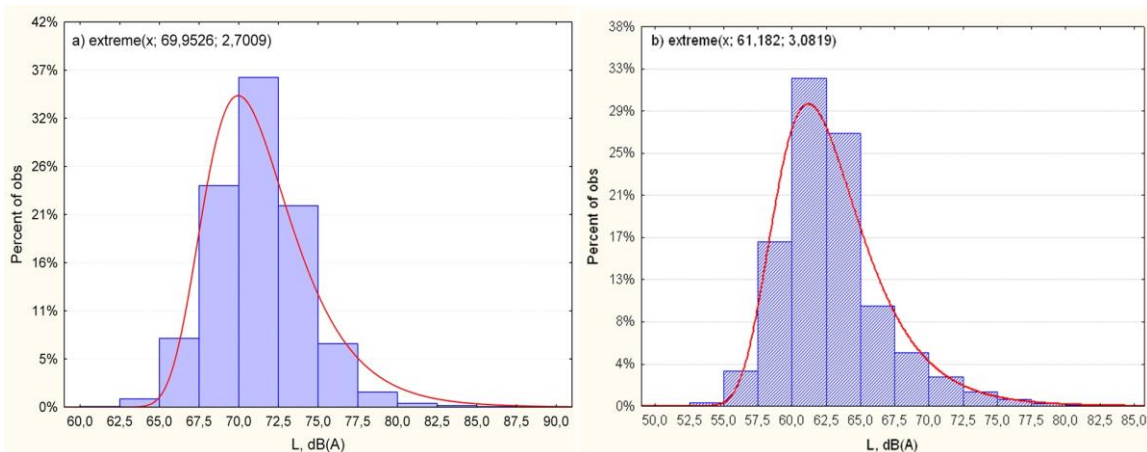 a) extreme(x; 69,9526; 2,7009)
42%
37%
32%
26%
21%
16%
11%
5%
0%
Percent of obs
60,0 62,5 65,0 67,5 70,0 72,5 75,0 77,5 80,0 82,5 85,0 87,5 90,0
L, dB(A)
b) extreme(x; 61,182; 3,0819)
38%
33%
29%
25%
21%
17%
13%
8%
4%
0%
Percent of obs
50,0 52,5 55,0 57,5 60,0 62,5 65,0 67,5 70,0 72,5 75,0 77,5 80,0 82,5 85,0
L, dB(A)